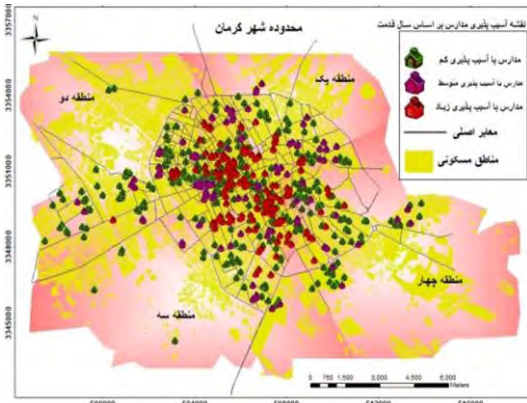 محدوده شهر کرمان
نقشه آسیب پذیری مدارس بر اساس سال قدمت
مدارس با آسیب پذیری کم
مدارس با آسیب پذیری متوسط
مدارس با آسیب پذیری زیاد
معابر اصلی
مناطق مسکونی
منطقه یک
منطقه دو
منطقه سه
منطقه چهار
N
3357000
3354000
3351000
3348000
3345000
0 750 1,500 3,000 4,500 6,000
Meters